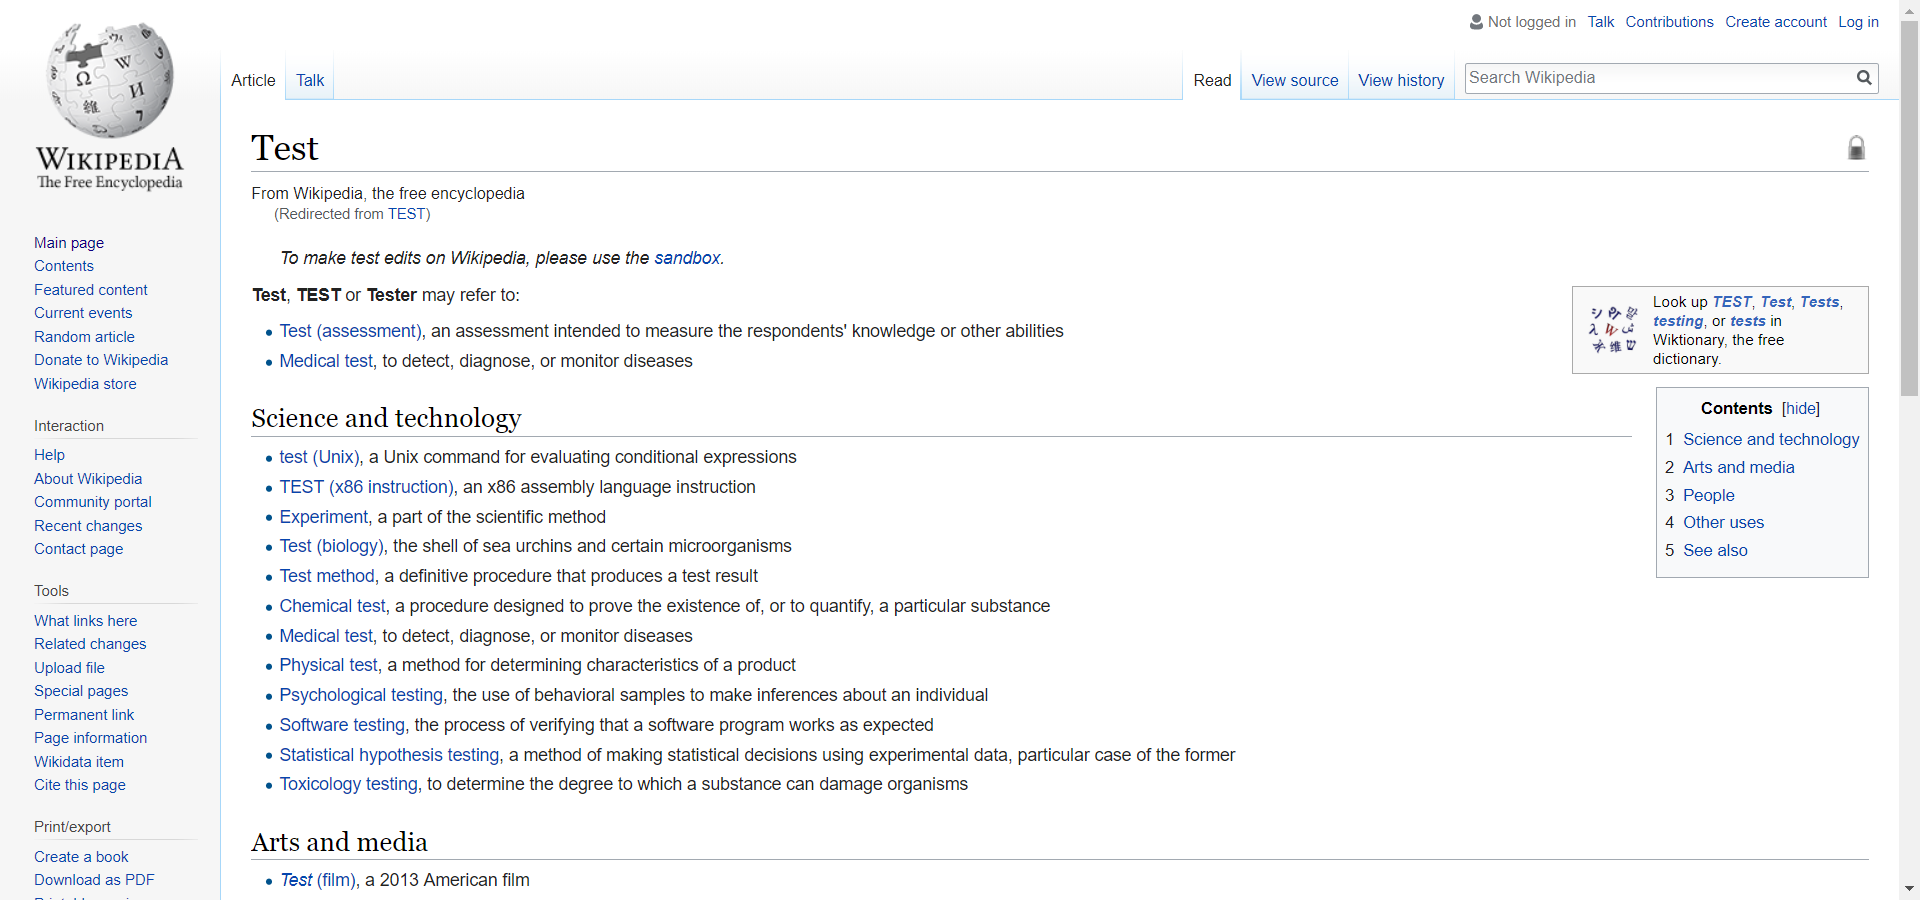 WIKIPEDIA
The Free Encyclopedia
Main page
Contents
Featured content
Current events
Random article
Donate to Wikipedia
Wikipedia store
Interaction
Help
About Wikipedia
Community portal
Recent changes
Contact page
Tools
What links here
Related changes
Upload file
Special pages
Permanent link
Page information
Wikidata item
Cite this page
Print/export
Create a book
Download as PDF
Not logged in Talk Contributions Create account Log in
Article Talk Read View source View history Search Wikipedia
Test
From Wikipedia, the free encyclopedia
(Redirected from TEST)
To make test edits on Wikipedia, please use the sandbox.
Test, TEST or Tester may refer to:
Test (assessment), an assessment intended to measure the respondents' knowledge or other abilities
Medical test, to detect, diagnose, or monitor diseases
Look up TEST, Test, Tests,
testing, or tests in
Wiktionary, the free
dictionary.
Contents [hide]
1 Science and technology
2 Arts and media
3 People
4 Other uses
5 See also
Science and technology
test (Unix), a Unix command for evaluating conditional expressions
TEST (x86 instruction), an x86 assembly language instruction
Experiment, a part of the scientific method
Test (biology), the shell of sea urchins and certain microorganisms
Test method, a definitive procedure that produces a test result
Chemical test, a procedure designed to prove the existence of, or to quantify, a particular substance
Medical test, to detect, diagnose, or monitor diseases
Physical test, a method for determining characteristics of a product
Psychological testing, the use of behavioral samples to make inferences about an individual
Software testing, the process of verifying that a software program works as expected
Statistical hypothesis testing, a method of making statistical decisions using experimental data, particular case of the former
Toxicology testing, to determine the degree to which a substance can damage organisms
Arts and media
Test (film), a 2013 American film